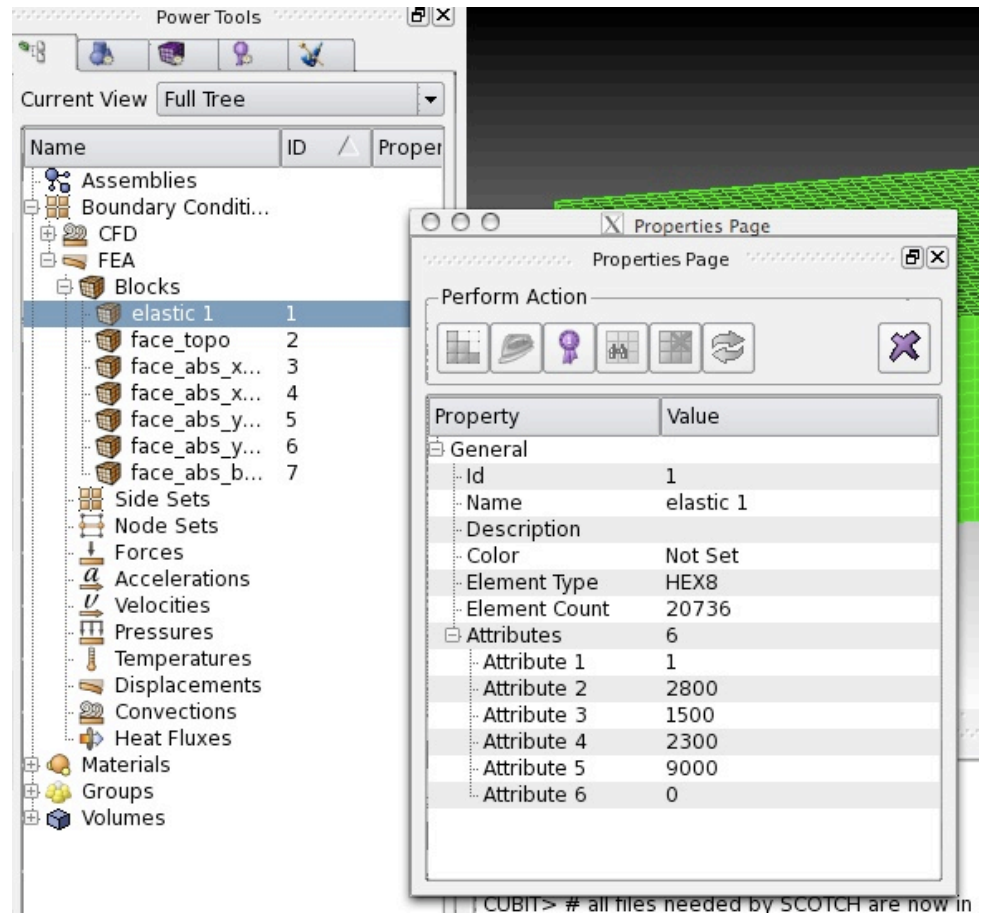 Power Tools
Current View Full Tree
Name ID Proper
Assemblies
Boundary Conditi...
CFD
FEA
Blocks
elastic 1 1
face_topo 2
face_abs_x... 3
face_abs_x... 4
face_abs_y... 5
face_abs_y... 6
face_abs_b... 7
Side Sets
Node Sets
Forces
Accelerations
Velocities
Pressures
Temperatures
Displacements
Convections
Heat Fluxes
Materials
Groups
Volumes
Properties Page
Properties Page
Perform Action
Property Value
General
Id 1
Name elastic 1
Description
Color Not Set
Element Type HEX8
Element Count 20736
Attributes 6
Attribute 1 1
Attribute 2 2800
Attribute 3 1500
Attribute 4 2300
Attribute 5 9000
Attribute 6 0
CUBIT> # all files needed by SCOTCH are now in